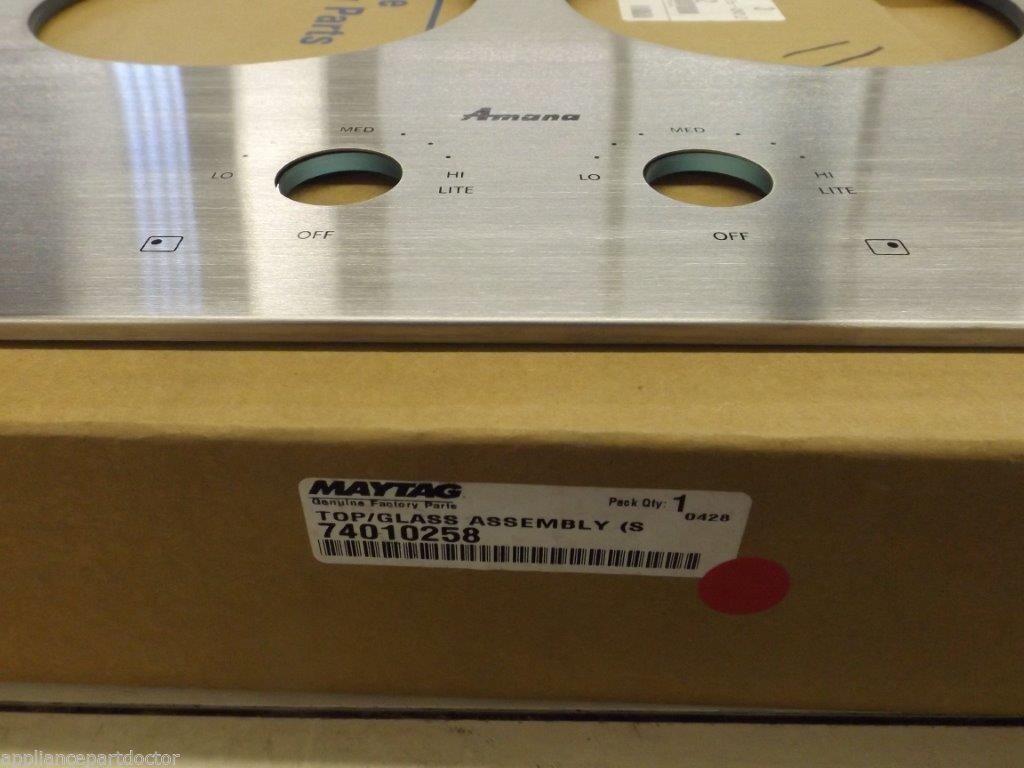 e
Parts
Amana
MED
MED
LO
HI
LITE
LO
HI
LITE
OFF
OFF
MAYTAG
Genuine Factory Parts
Pack Qty: 1
0428
TOP/GLASS ASSEMBLY (S
74010258
appliancepartdoctor